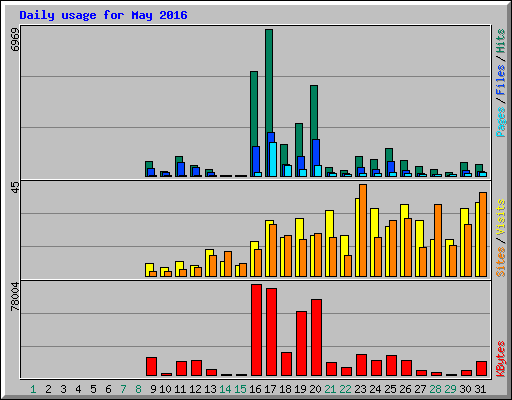 Daily usage for May 2016
6969
Pages / Files / Hits
45
Sites / Visits
78004
KBytes
1 2 3 4 5 6 7 8 9 10 11 12 13 14 15 16 17 18 19 20 21 22 23 24 25 26 27 28 29 30 31